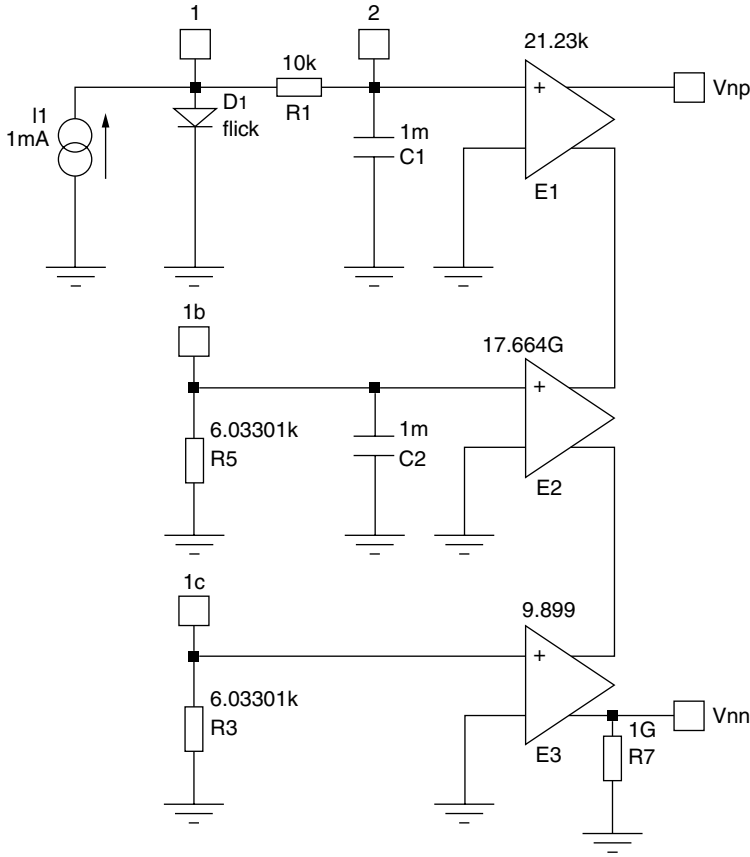 1
2
21.23k
10k
+
Vnp
I1
1mA
D1
flick
R1
1m
C1
E1
1b
17.664G
+
6.03301k
R5
1m
C2
E2
1c
9.899
+
6.03301k
R3
E3
1G
R7
Vnn